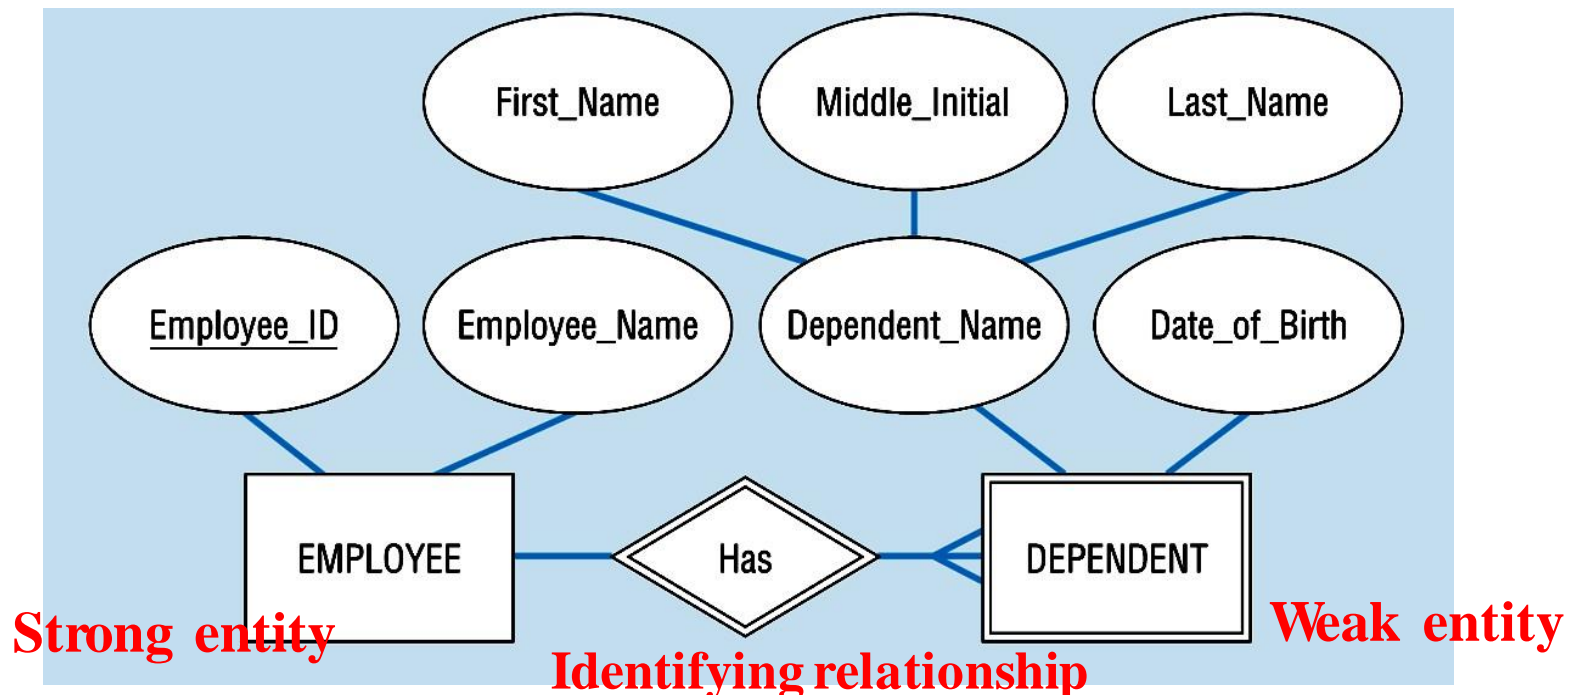 First_Name Middle_Initial Last_Name
Employee_ID Employee_Name Dependent_Name Date_of_Birth
EMPLOYEE Has DEPENDENT
Strong entity Weak entity
Identifying relationship